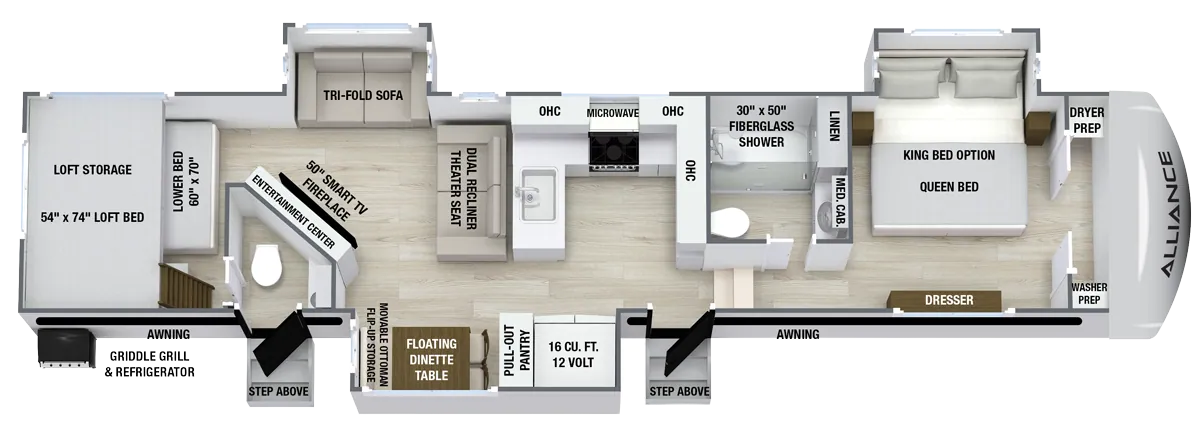 LOFT STORAGE
54" x 74" LOFT BED
LOWER BED
60" x 70"
TRI-FOLD SOFA
50" SMART TV
FIREPLACE
ENTERTAINMENT CENTER
DUAL RECLINER
THEATER SEAT
OHC
MICROWAVE
OHC
OHC
30" x 50"
FIBERGLASS
SHOWER
LINEN
MED. CAB.
KING BED OPTION
QUEEN BED
DRYER
PREP
WASHER
PREP
DRESSER
ALLIANCE
AWNING
GRIDDLE GRILL
& REFRIGERATOR
STEP ABOVE
MOVABLE OTTOMAN
FLIP-UP STORAGE
FLOATING
DINETTE
TABLE
PULL-OUT
PANTRY
16 CU. FT.
12 VOLT
STEP ABOVE
AWNING